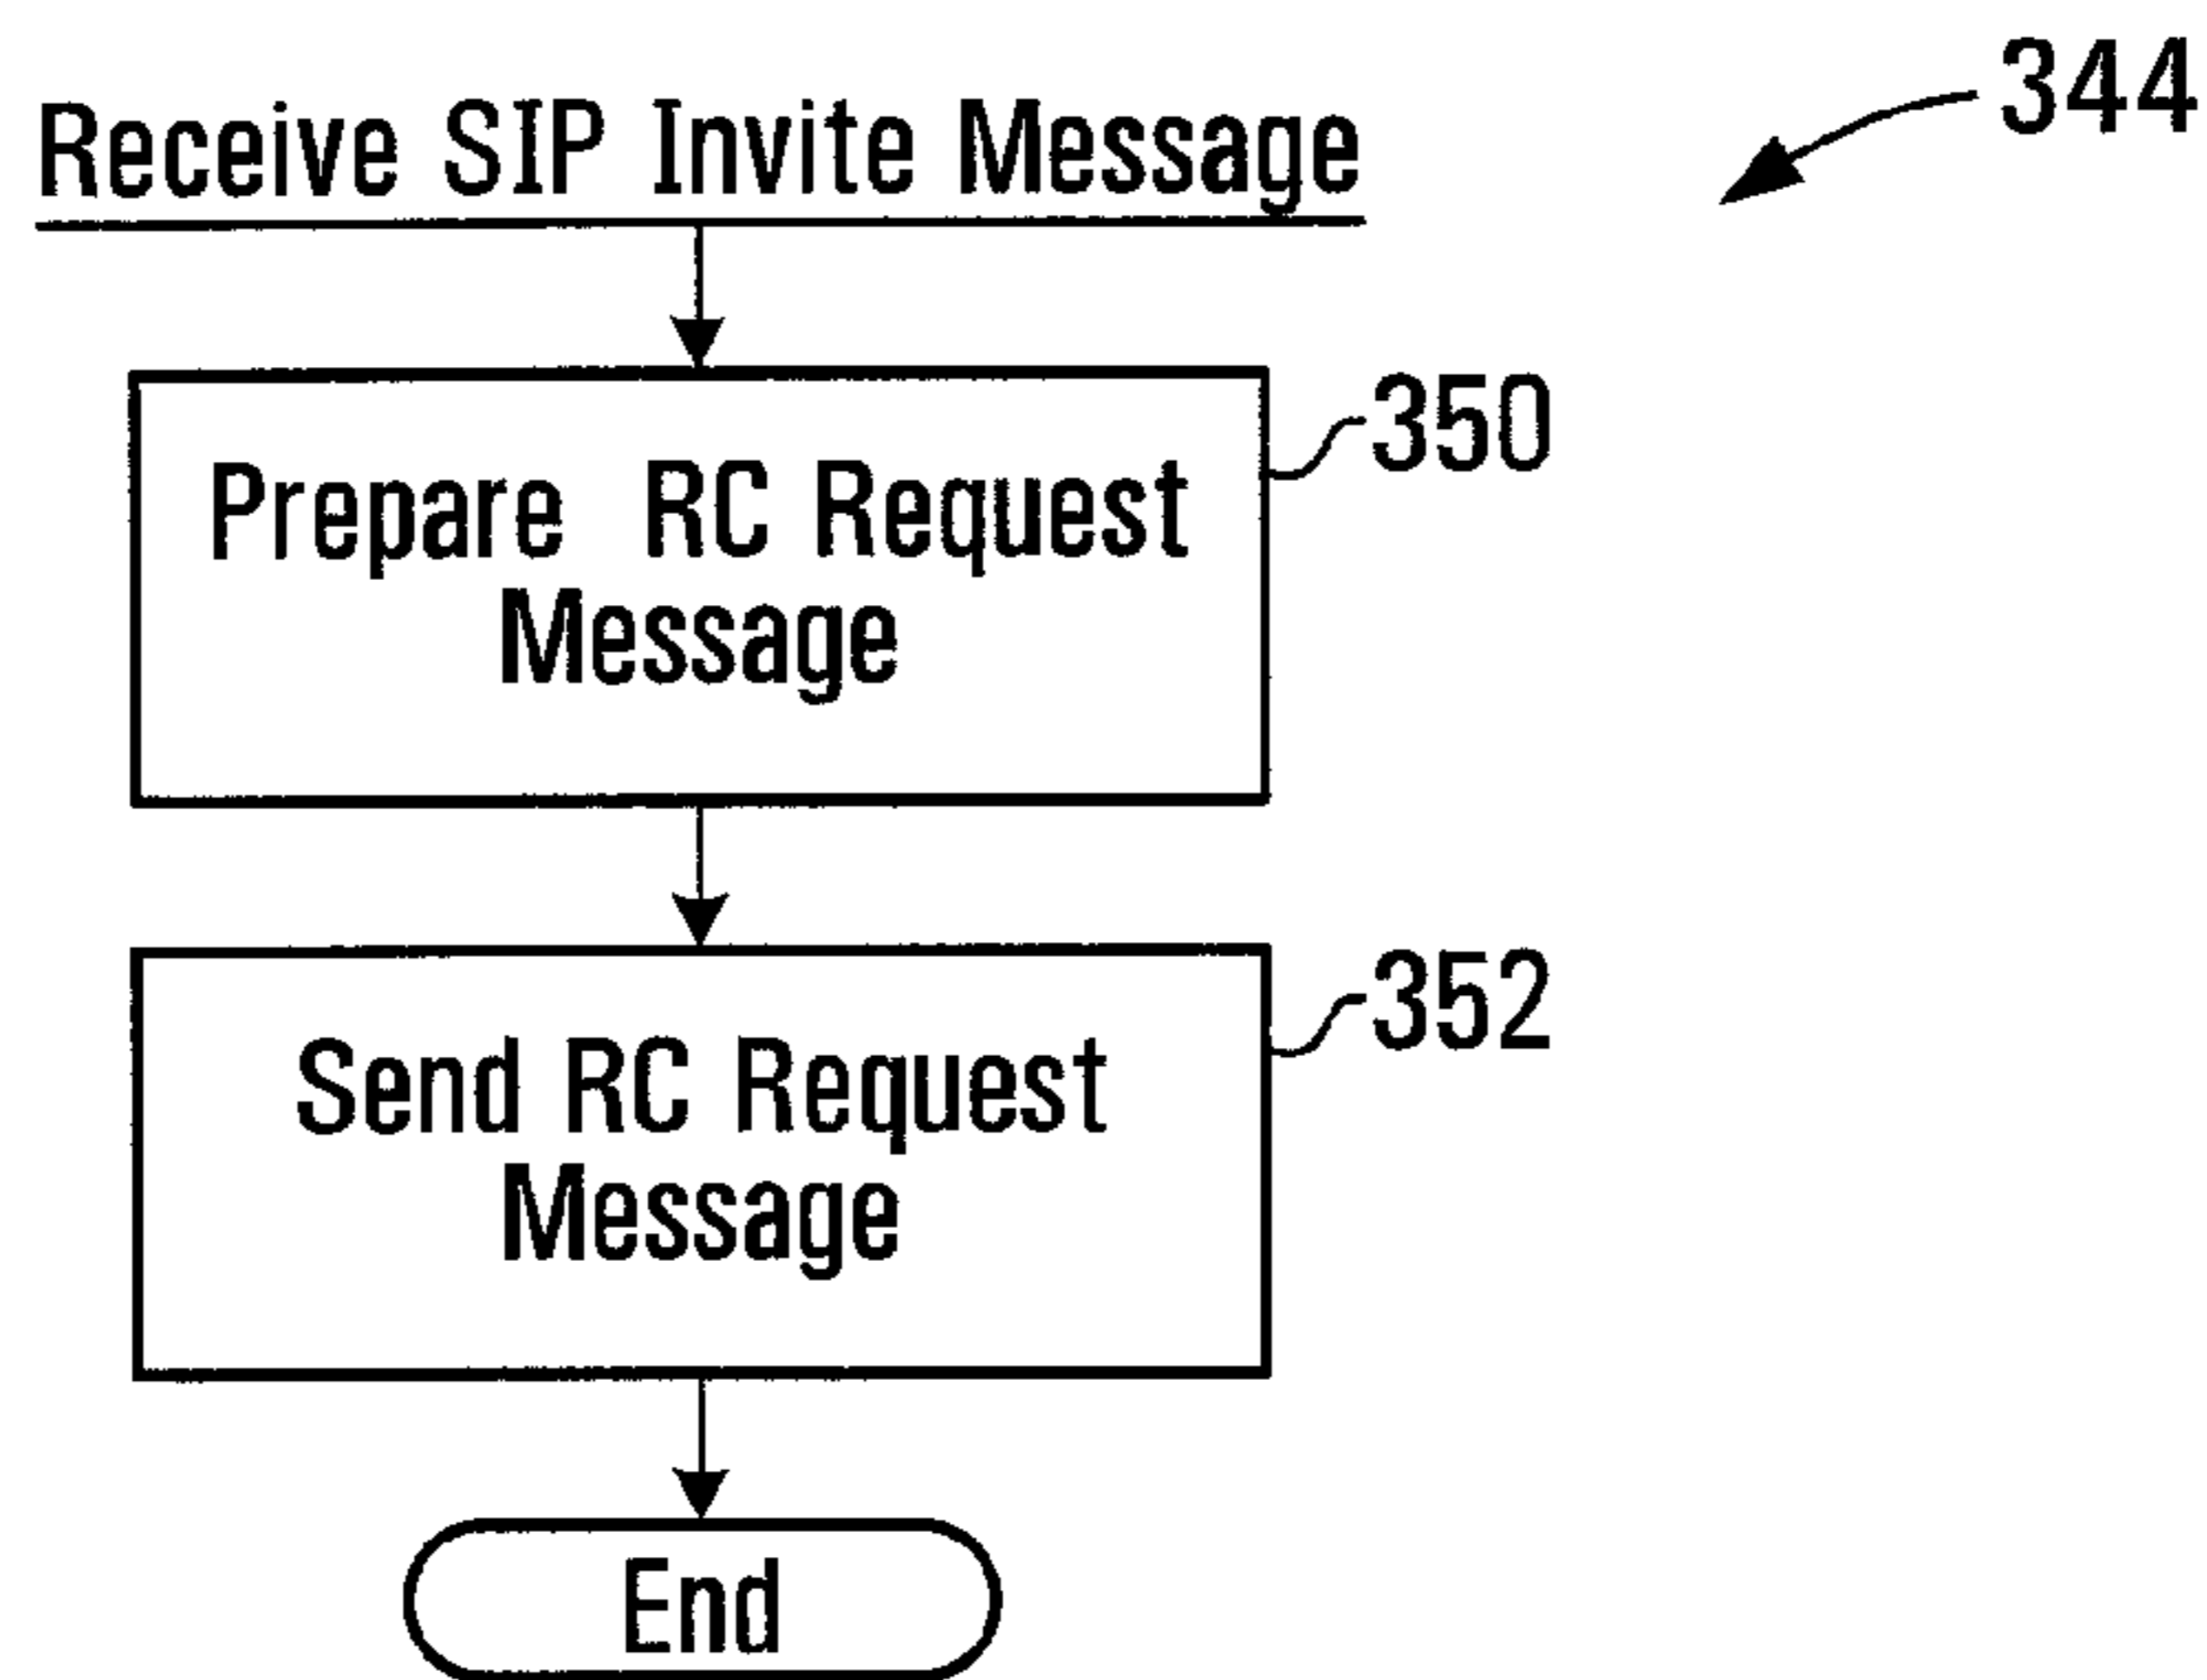 344
Receive SIP Invite Message
350
Prepare RC Request
Message
352
Send RC Request
Message
End